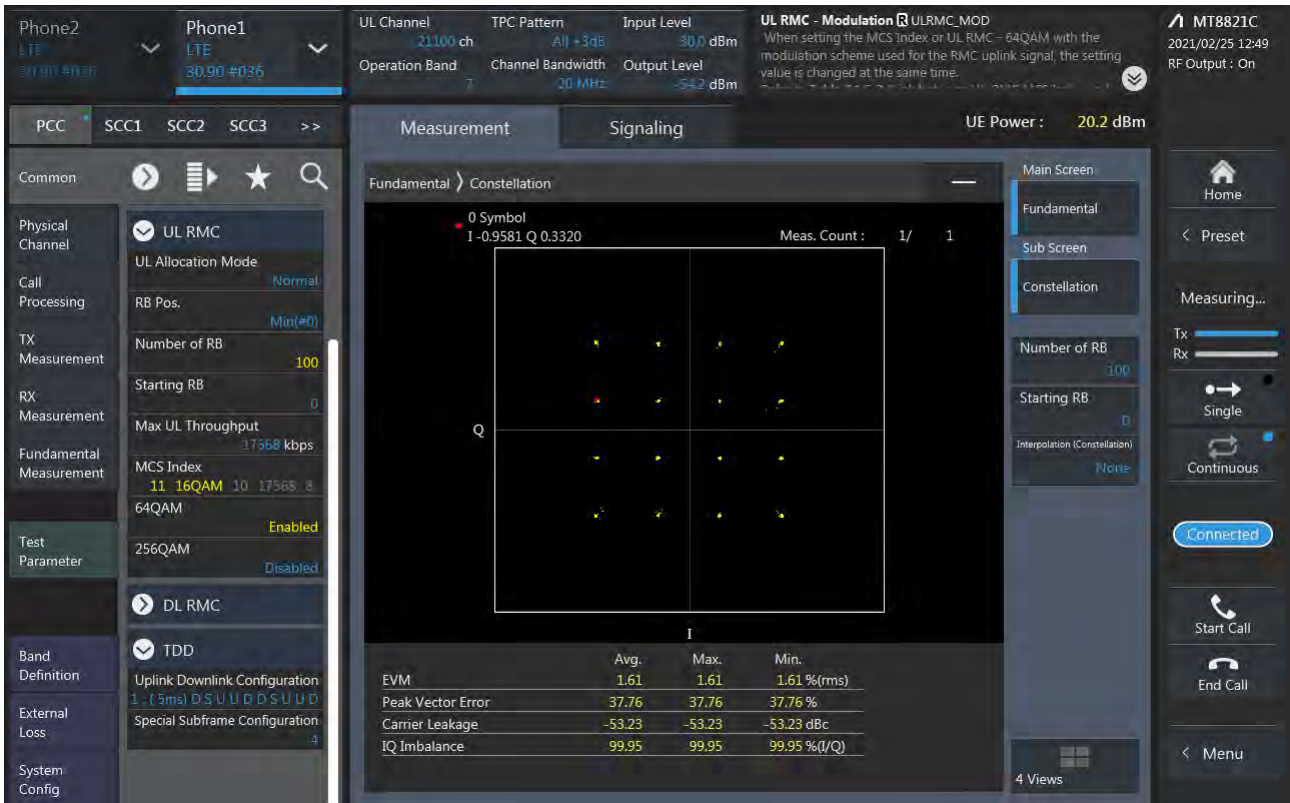 Phone2
LTE
30.90 #036
Phone1
LTE
30.90 #036
UL Channel
21100 ch
TPC Pattern
All +3dB
Input Level
30.0 dBm
Operation Band
7
Channel Bandwidth
20 MHz
Output Level
-54.2 dBm
UL RMC - Modulation R ULRMC_MOD
When setting the MCS Index or UL RMC - 64QAM with the
modulation scheme used for the RMC uplink signal, the setting
value is changed at the same time.
MT8821C
2021/02/25 12:49
RF Output : On
PCC
SCC1
SCC2
SCC3
>>
Measurement
Signaling
UE Power : 20.2 dBm
Common
Physical
Channel
Call
Processing
TX
Measurement
RX
Measurement
Fundamental
Measurement
Test
Parameter
Band
Definition
External
Loss
System
Config
UL RMC
UL Allocation Mode
Normal
RB Pos.
Min(#0)
Number of RB
100
Starting RB
0
Max UL Throughput
17568 kbps
MCS Index
11 16QAM 10 17568 8
64QAM
Enabled
256QAM
Disabled
DL RMC
TDD
Uplink Downlink Configuration
1 : ( 5ms) D S U U D D S U U D
Special Subframe Configuration
4
Fundamental 〉 Constellation
0 Symbol
I -0.9581 Q 0.3320
Meas. Count : 1/ 1
Q
I
Avg. Max. Min.
EVM 1.61 1.61 1.61 %(rms)
Peak Vector Error 37.76 37.76 37.76 %
Carrier Leakage -53.23 -53.23 -53.23 dBc
IQ Imbalance 99.95 99.95 99.95 %(I/Q)
Main Screen
Fundamental
Sub Screen
Constellation
Number of RB
100
Starting RB
0
Interpolation (Constellation)
None
4 Views
Home
< Preset
Measuring...
Tx
Rx
Single
Continuous
Connected
Start Call
End Call
< Menu